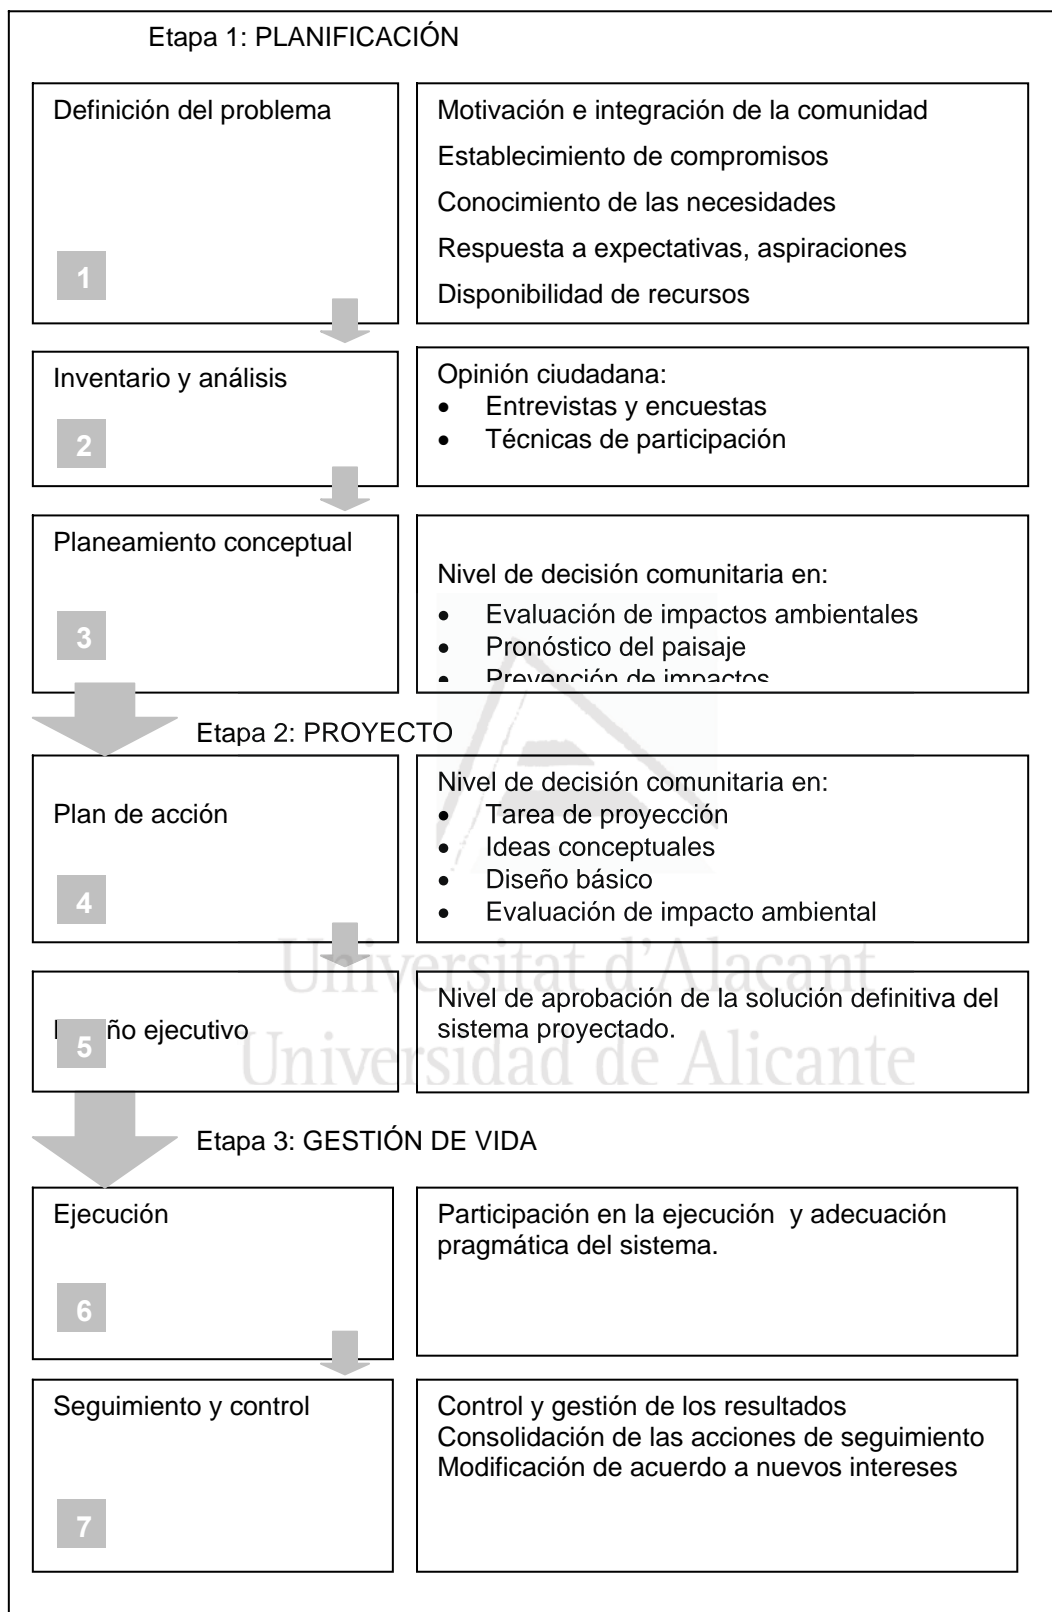 Etapa 1: PLANIFICACIÓN
Definición del problema
1
Motivación e integración de la comunidad
Establecimiento de compromisos
Conocimiento de las necesidades
Respuesta a expectativas, aspiraciones
Disponibilidad de recursos
Inventario y análisis
2
Opinión ciudadana:
• Entrevistas y encuestas
• Técnicas de participación
Planeamiento conceptual
3
Nivel de decisión comunitaria en:
• Evaluación de impactos ambientales
• Pronóstico del paisaje
• Prevención de impactos
Etapa 2: PROYECTO
Plan de acción
4
Nivel de decisión comunitaria en:
• Tarea de proyección
• Ideas conceptuales
• Diseño básico
• Evaluación de impacto ambiental
Universitat d'Alacant
Universidad de Alicante
ño ejecutivo
5
Nivel de aprobación de la solución definitiva del
sistema proyectado.
Etapa 3: GESTIÓN DE VIDA
Ejecución
6
Participación en la ejecución y adecuación
pragmática del sistema.
Seguimiento y control
7
Control y gestión de los resultados
Consolidación de las acciones de seguimiento
Modificación de acuerdo a nuevos intereses